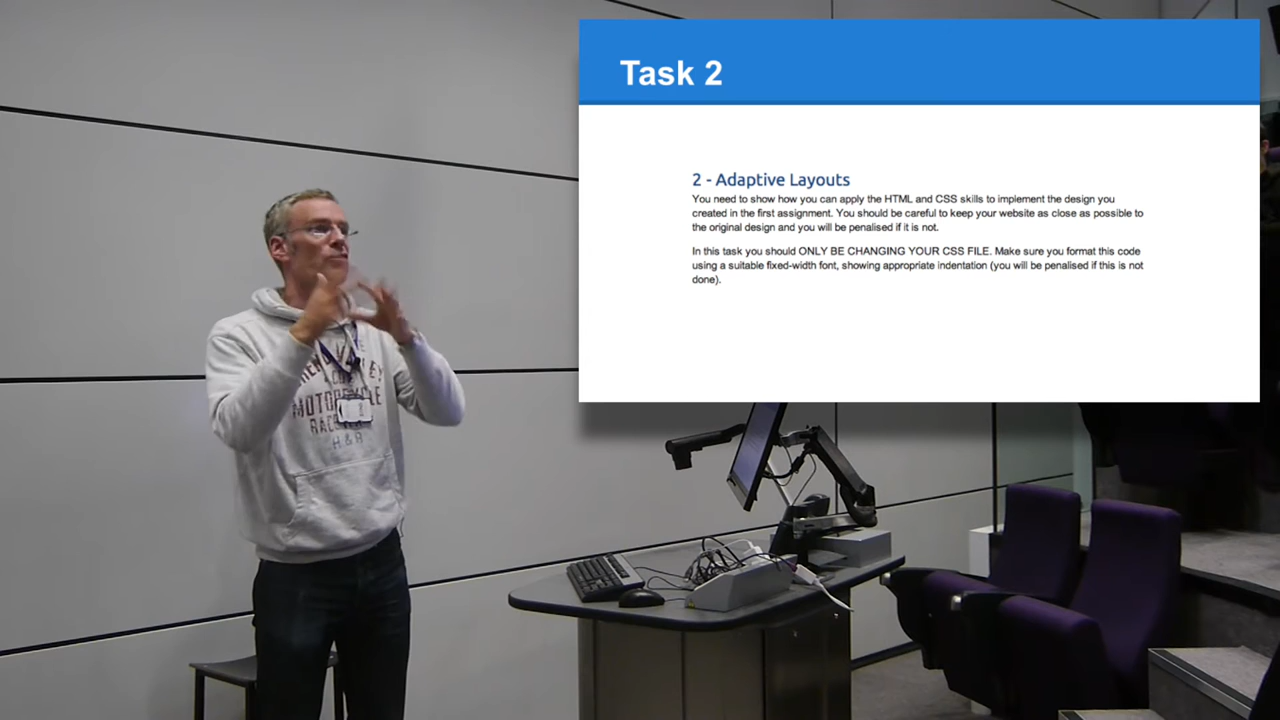 Task 2
2 - Adaptive Layouts
You need to show how you can apply the HTML and CSS skills to implement the design you
created in the first assignment. You should be careful to keep your website as close as possible to
the original design and you will be penalised if it is not.
In this task you should ONLY BE CHANGING YOUR CSS FILE. Make sure you format this code
using a suitable fixed-width font, showing appropriate indentation (you will be penalised if this is not
done).
MOTORCYCLE
H&R